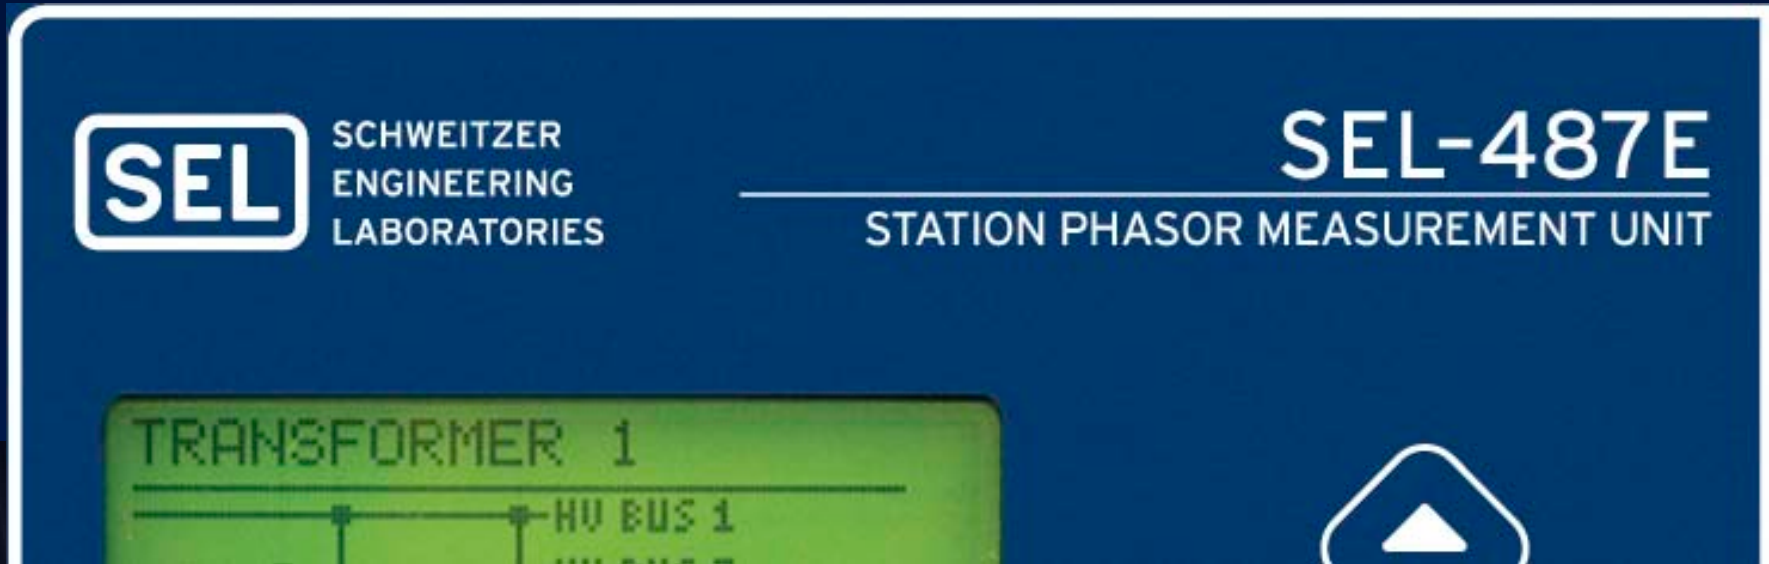 SEL
SCHWEITZER
ENGINEERING
LABORATORIES
SEL-487E
STATION PHASOR MEASUREMENT UNIT
TRANSFORMER 1
HV BUS 1